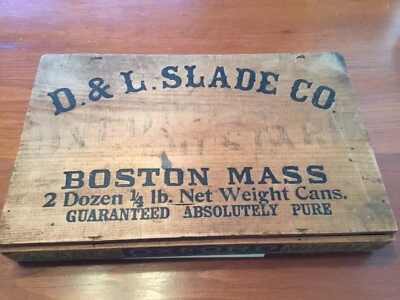 D. & L. SLADE CO.
BOSTON MASS
2 Dozen ¼ lb. Net Weight Cans.
GUARANTEED ABSOLUTELY PURE